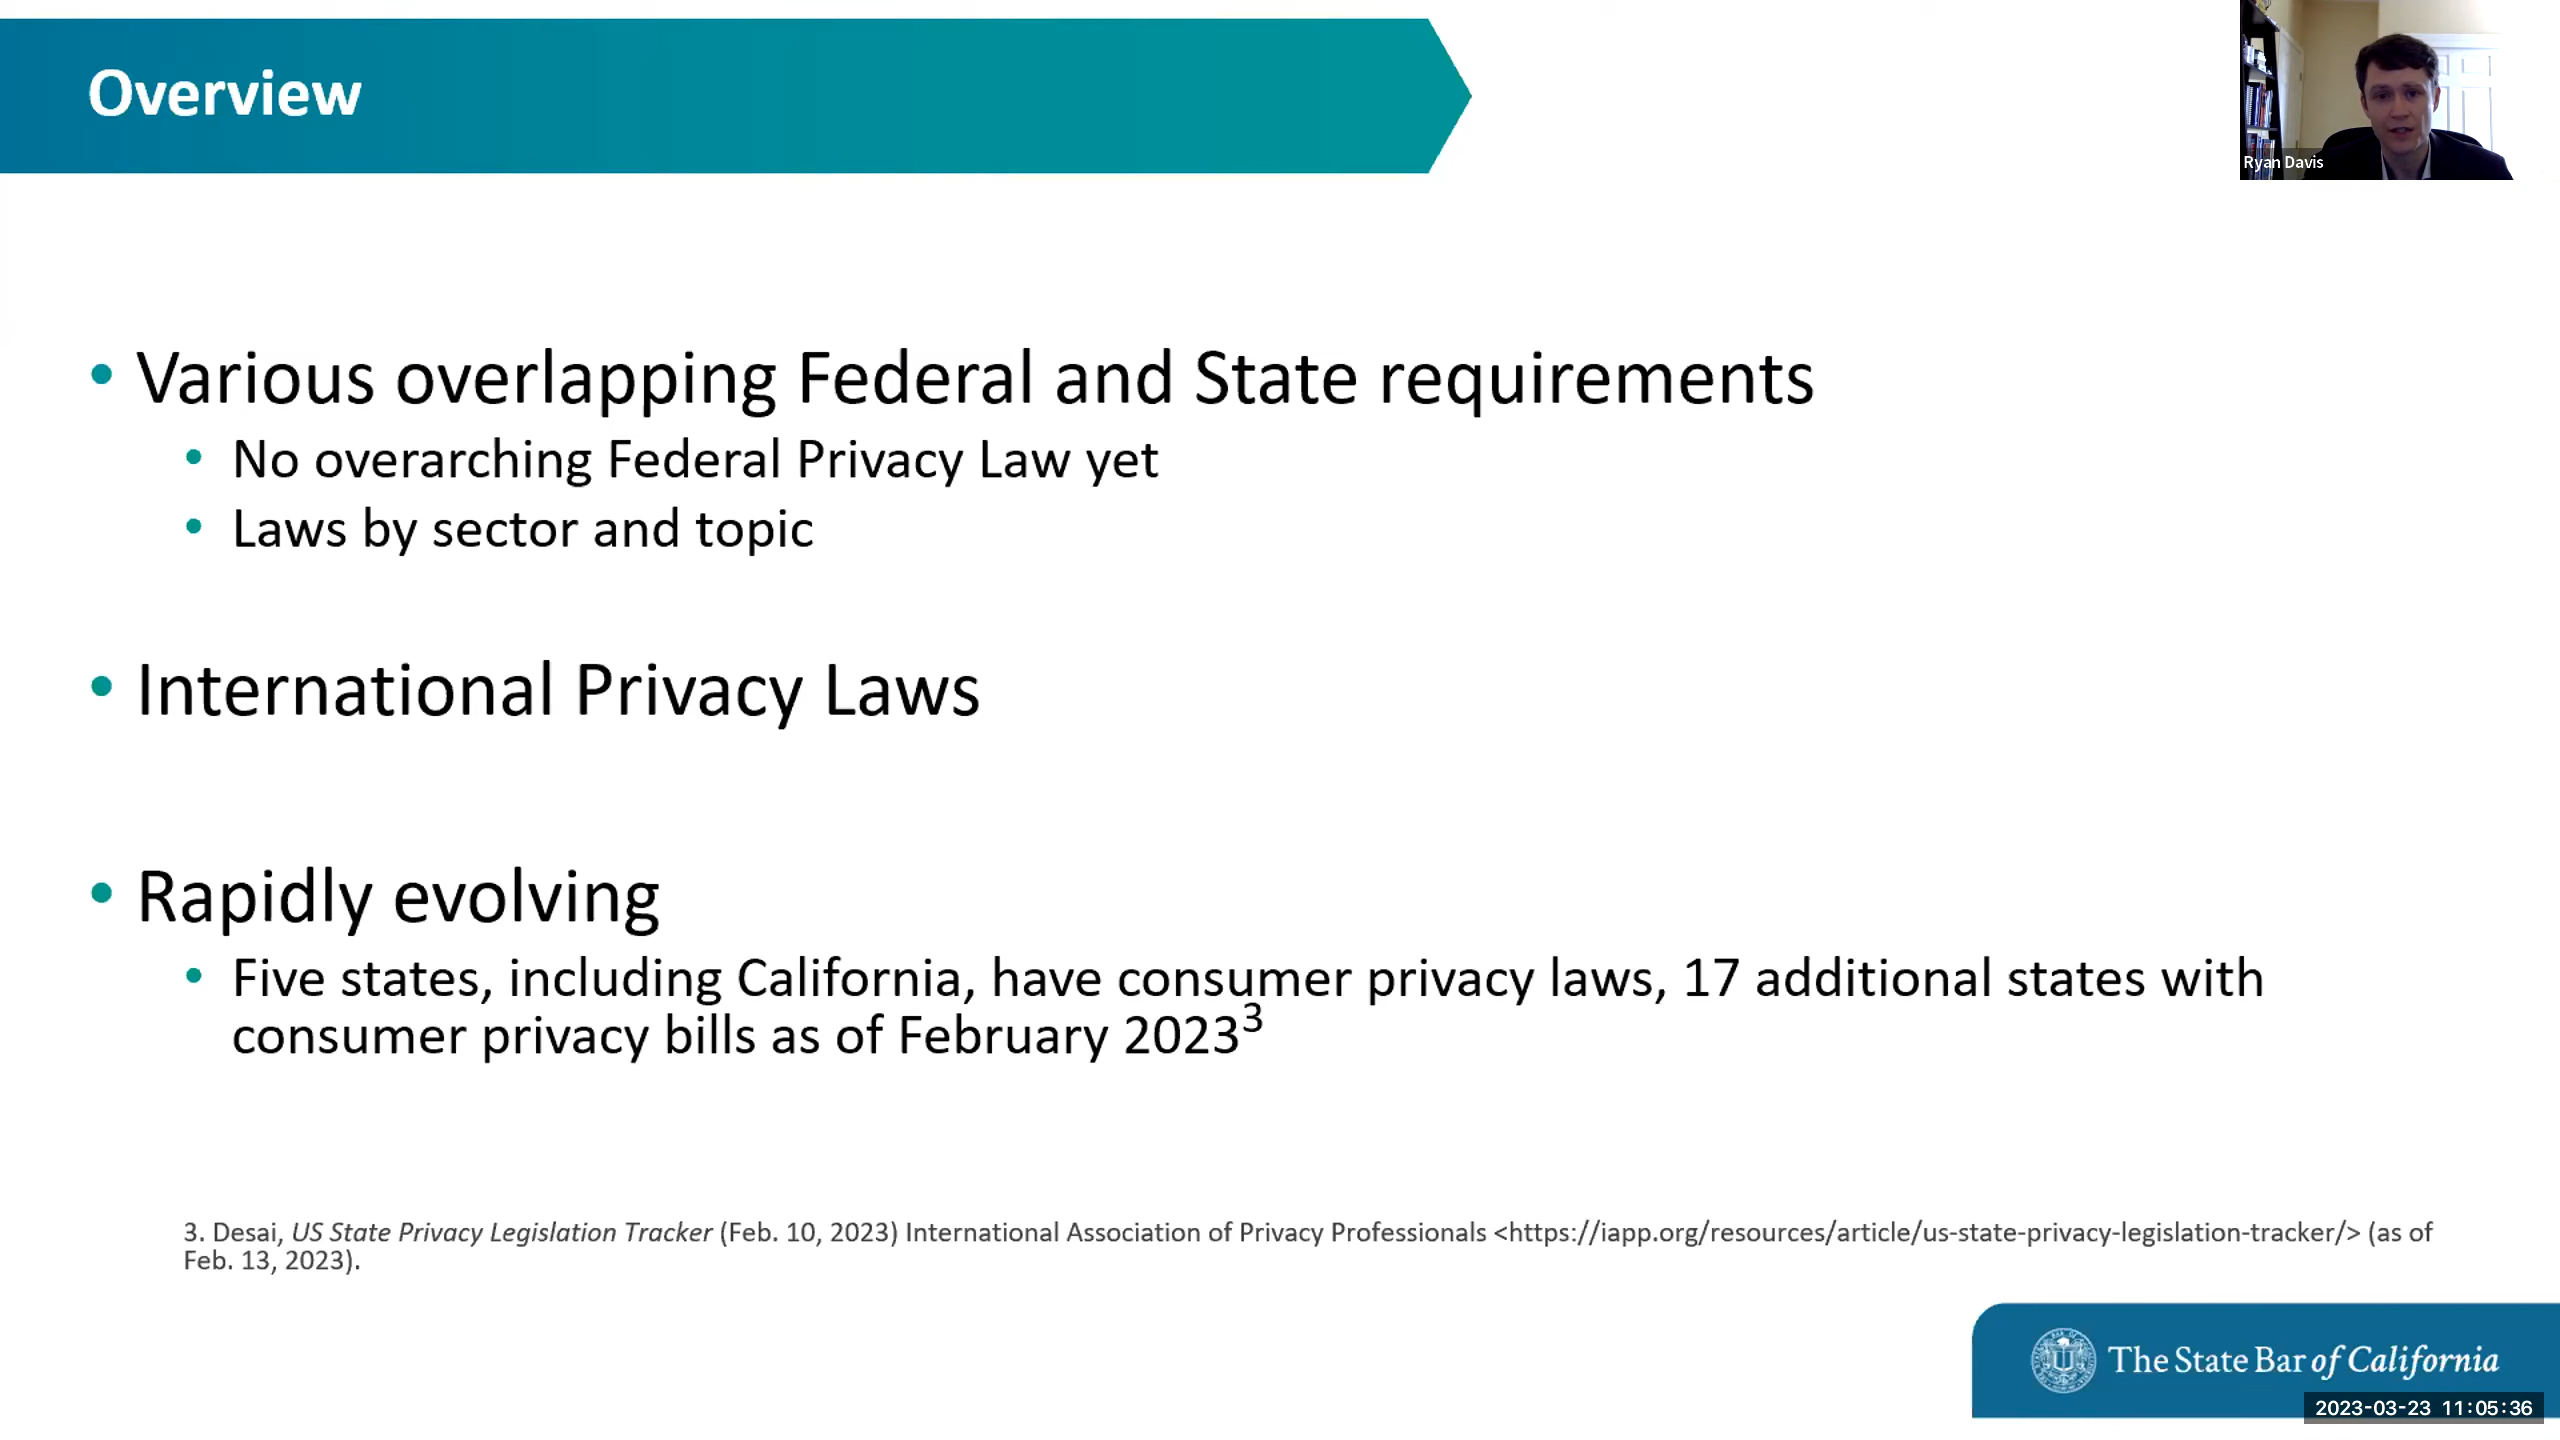 Overview
Ryan Davis
• Various overlapping Federal and State requirements
• No overarching Federal Privacy Law yet
• Laws by sector and topic
• International Privacy Laws
• Rapidly evolving
• Five states, including California, have consumer privacy laws, 17 additional states with
consumer privacy bills as of February 2023³
3. Desai, US State Privacy Legislation Tracker (Feb. 10, 2023) International Association of Privacy Professionals <https://iapp.org/resources/article/us-state-privacy-legislation-tracker/> (as of
Feb. 13, 2023).
The State Bar of California
2023-03-23 11:05:36